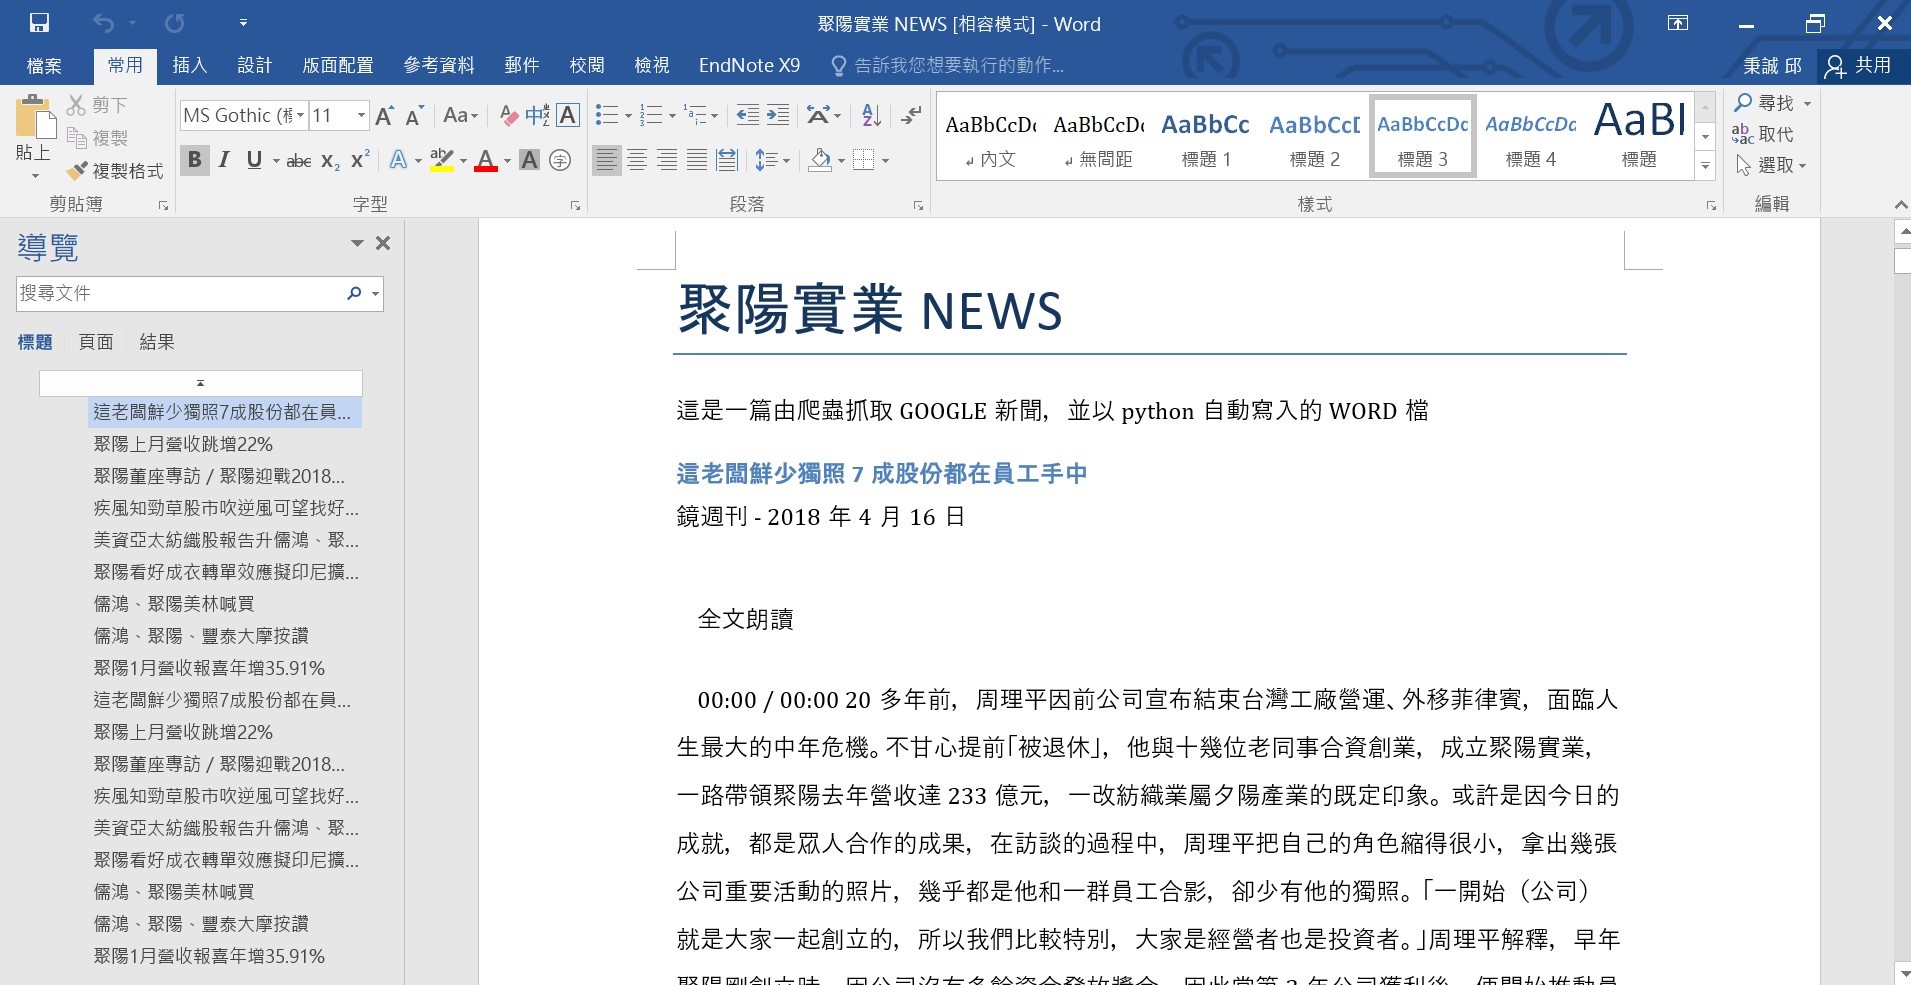 聚陽實業 NEWS [相容模式] - Word
檔案 常用 插入 設計 版面配置 參考資料 郵件 校閱 檢視 EndNote X9 告訴我您想要執行的動作... 秉誠 邱 共用
貼上 剪下 複製 複製格式
剪貼簿
MS Gothic ( 11
字型
段落
AaBbCcDc AaBbCcDc AaBbCc AaBbCcD AaBbCcDc AaBbCcDc AaBl
內文 無間距 標題 1 標題 2 標題 3 標題 4 標題
樣式
尋找
取代
選取
編輯
導覽
搜尋文件
標題 頁面 結果
這老闆鮮少獨照7成股份都在員...
聚陽上月營收跳增22%
聚陽董座專訪 / 聚陽迎戰2018...
疾風知勁草股市吹逆風可望找好...
美資亞太紡織股報告升儒鴻、聚...
聚陽看好成衣轉單效應擬印尼擴...
儒鴻、聚陽美林喊買
儒鴻、聚陽、豐泰大摩按讚
聚陽1月營收報喜年增35.91%
這老闆鮮少獨照7成股份都在員...
聚陽上月營收跳增22%
聚陽董座專訪 / 聚陽迎戰2018...
疾風知勁草股市吹逆風可望找好...
美資亞太紡織股報告升儒鴻、聚...
聚陽看好成衣轉單效應擬印尼擴...
儒鴻、聚陽美林喊買
儒鴻、聚陽、豐泰大摩按讚
聚陽1月營收報喜年增35.91%
聚陽實業 NEWS
這是一篇由爬蟲抓取 GOOGLE 新聞，並以 python 自動寫入的 WORD 檔
這老闆鮮少獨照 7 成股份都在員工手中
鏡週刊 - 2018 年 4 月 16 日
全文朗讀
00:00 / 00:00 20 多年前，周理平因前公司宣布結束台灣工廠營運、外移菲律賓，面臨人
生最大的中年危機。不甘心提前「被退休」，他與十幾位老同事合資創業，成立聚陽實業，
一路帶領聚陽去年營收達 233 億元，一改紡織業屬夕陽產業的既定印象。或許是因今日的
成就，都是眾人合作的成果，在訪談的過程中，周理平把自己的角色縮得很小，拿出幾張
公司重要活動的照片，幾乎都是他和一群員工合影，卻少有他的獨照。「一開始（公司）
就是大家一起創立的，所以我們比較特別，大家是經營者也是投資者。」周理平解釋，早年